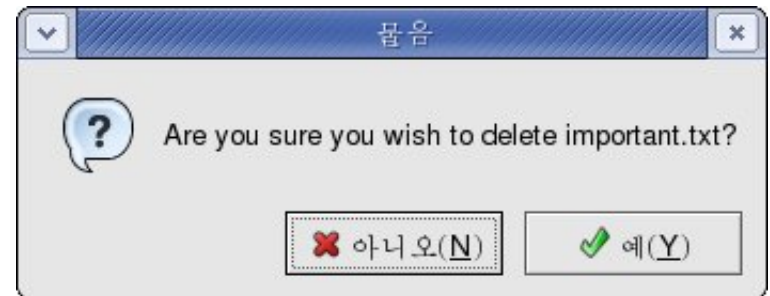 물음
Are you sure you wish to delete important.txt?
아니오(N)
예(Y)